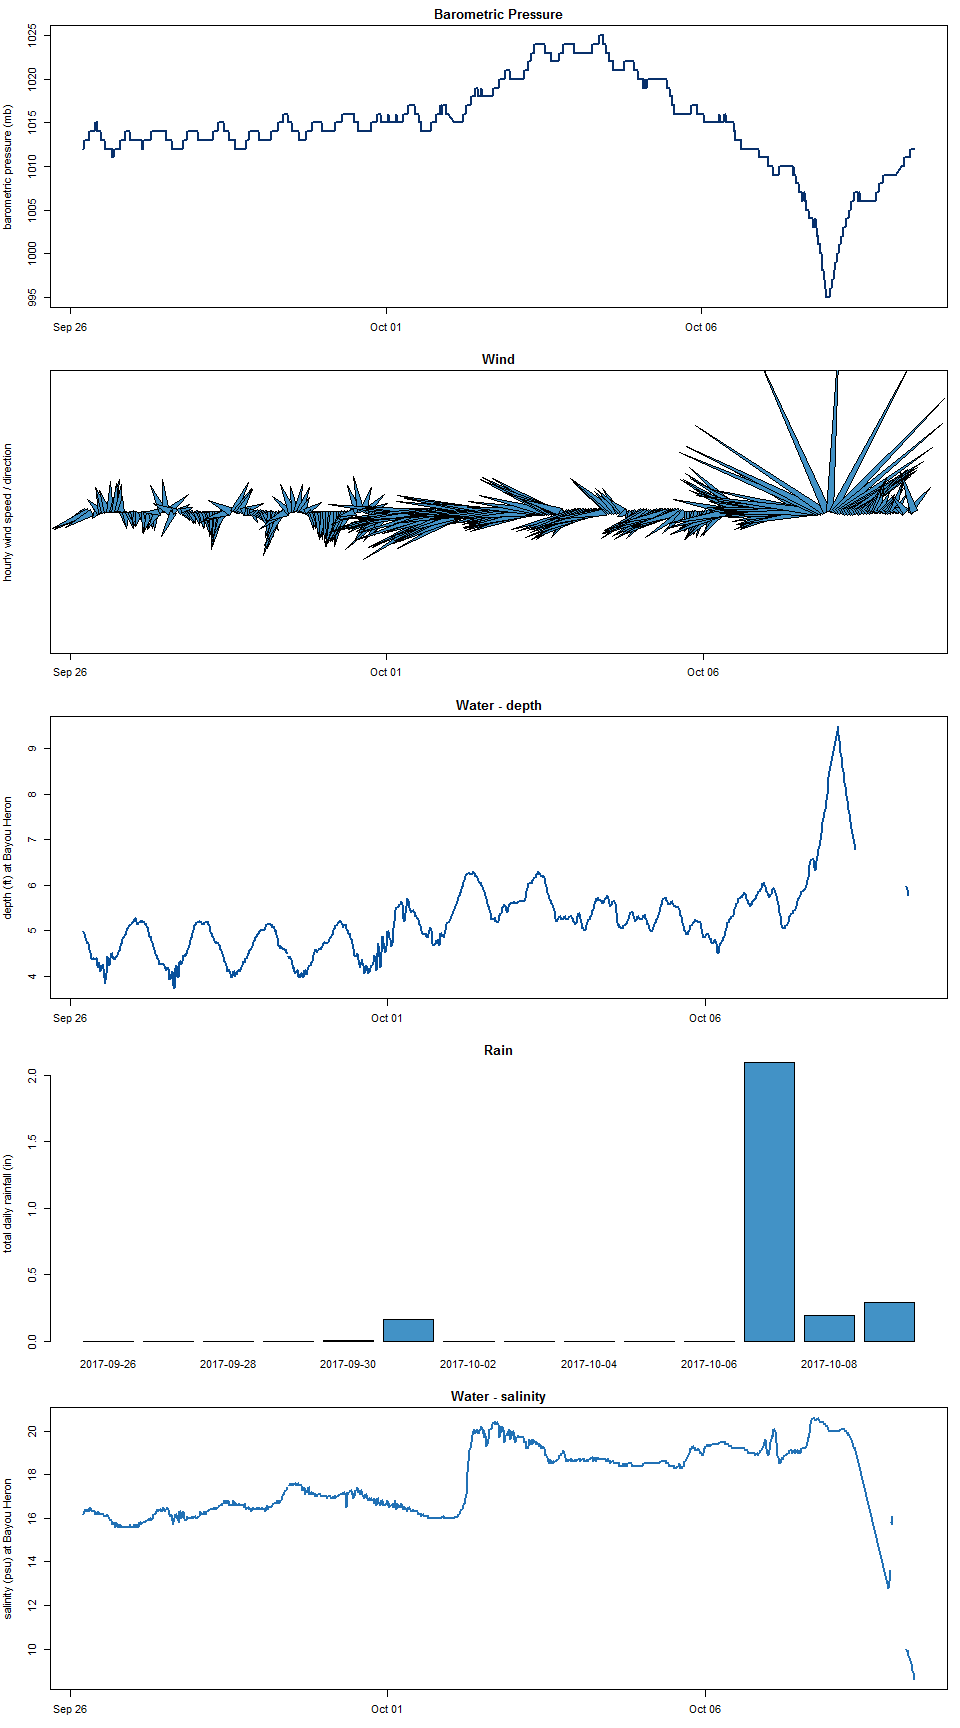 Barometric Pressure
barometric pressure (mb)
1025
1020
1015
1010
1005
1000
995
Sep 26 Oct 01 Oct 06
Wind
hourly wind speed / direction
Sep 26 Oct 01 Oct 06
Water - depth
depth (ft) at Bayou Heron
9
8
7
6
5
4
Sep 26 Oct 01 Oct 06
Rain
total daily rainfall (in)
2.0
1.5
1.0
0.5
0.0
2017-09-26 2017-09-28 2017-09-30 2017-10-02 2017-10-04 2017-10-06 2017-10-08
Water - salinity
salinity (psu) at Bayou Heron
20
18
16
14
12
10
Sep 26 Oct 01 Oct 06